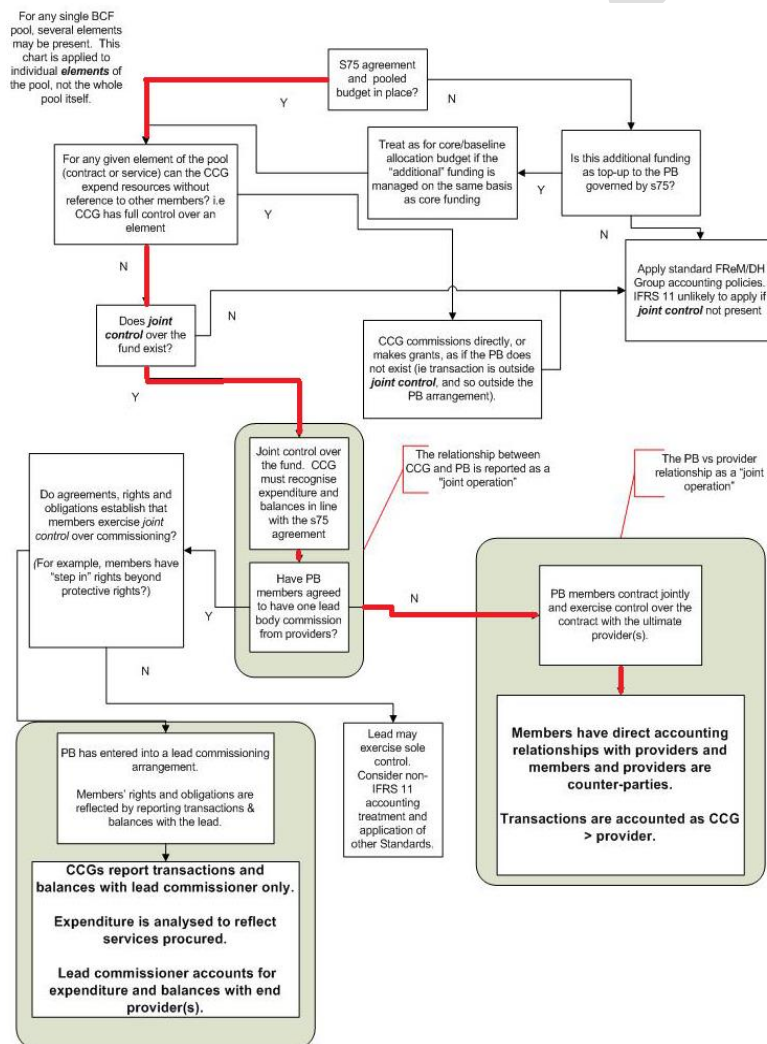 For any single BCF
pool, several elements
may be present.  This
chart is applied to
individual elements of
the pool, not the whole
pool itself.
S75 agreement
and pooled
budget in place?
Y
N
For any given element of the pool
(contract or service) can the CCG
expend resources without
reference to other members? i.e
CCG has full control over an
element
Treat as for core/baseline
allocation budget if the
“additional” funding is
managed on the same basis
as core funding
Is this additional funding
as top-up to the PB
governed by s75?
Y
Y
N
N
Apply standard FReM/DH
Group accounting policies.
IFRS 11 unlikely to apply if
joint control not present
Does joint
control over the
fund exist?
N
CCG commissions directly, or
makes grants, as if the PB does
not exist (ie transaction is outside
joint control, and so outside the
PB arrangement).
Y
Joint control over
the fund.  CCG
must recognise
expenditure and
balances in line
with the s75
agreement
The relationship between
CCG and PB is reported as a
“joint operation”
The PB vs provider
relationship as a “joint
operation”
Do agreements, rights and
obligations establish that
members exercise joint
control over commissioning?
(For example, members have
“step in” rights beyond
protective rights?)
Have PB
members agreed
to have one lead
body commission
from providers?
Y
N
PB members contract jointly
and exercise control over the
contract with the ultimate
provider(s).
N
Members have direct accounting
relationships with providers and
members and providers are
counter-parties.
Transactions are accounted as CCG
> provider.
Lead may
exercise sole
control.
Consider non-
IFRS 11
accounting
treatment and
application of
other Standards.
PB has entered into a lead commissioning
arrangement.
Members’ rights and obligations are
reflected by reporting transactions &
balances with the lead.
CCGs report transactions and
balances with lead commissioner only.
Expenditure is analysed to reflect
services procured.
Lead commissioner accounts for
expenditure and balances with end
provider(s).